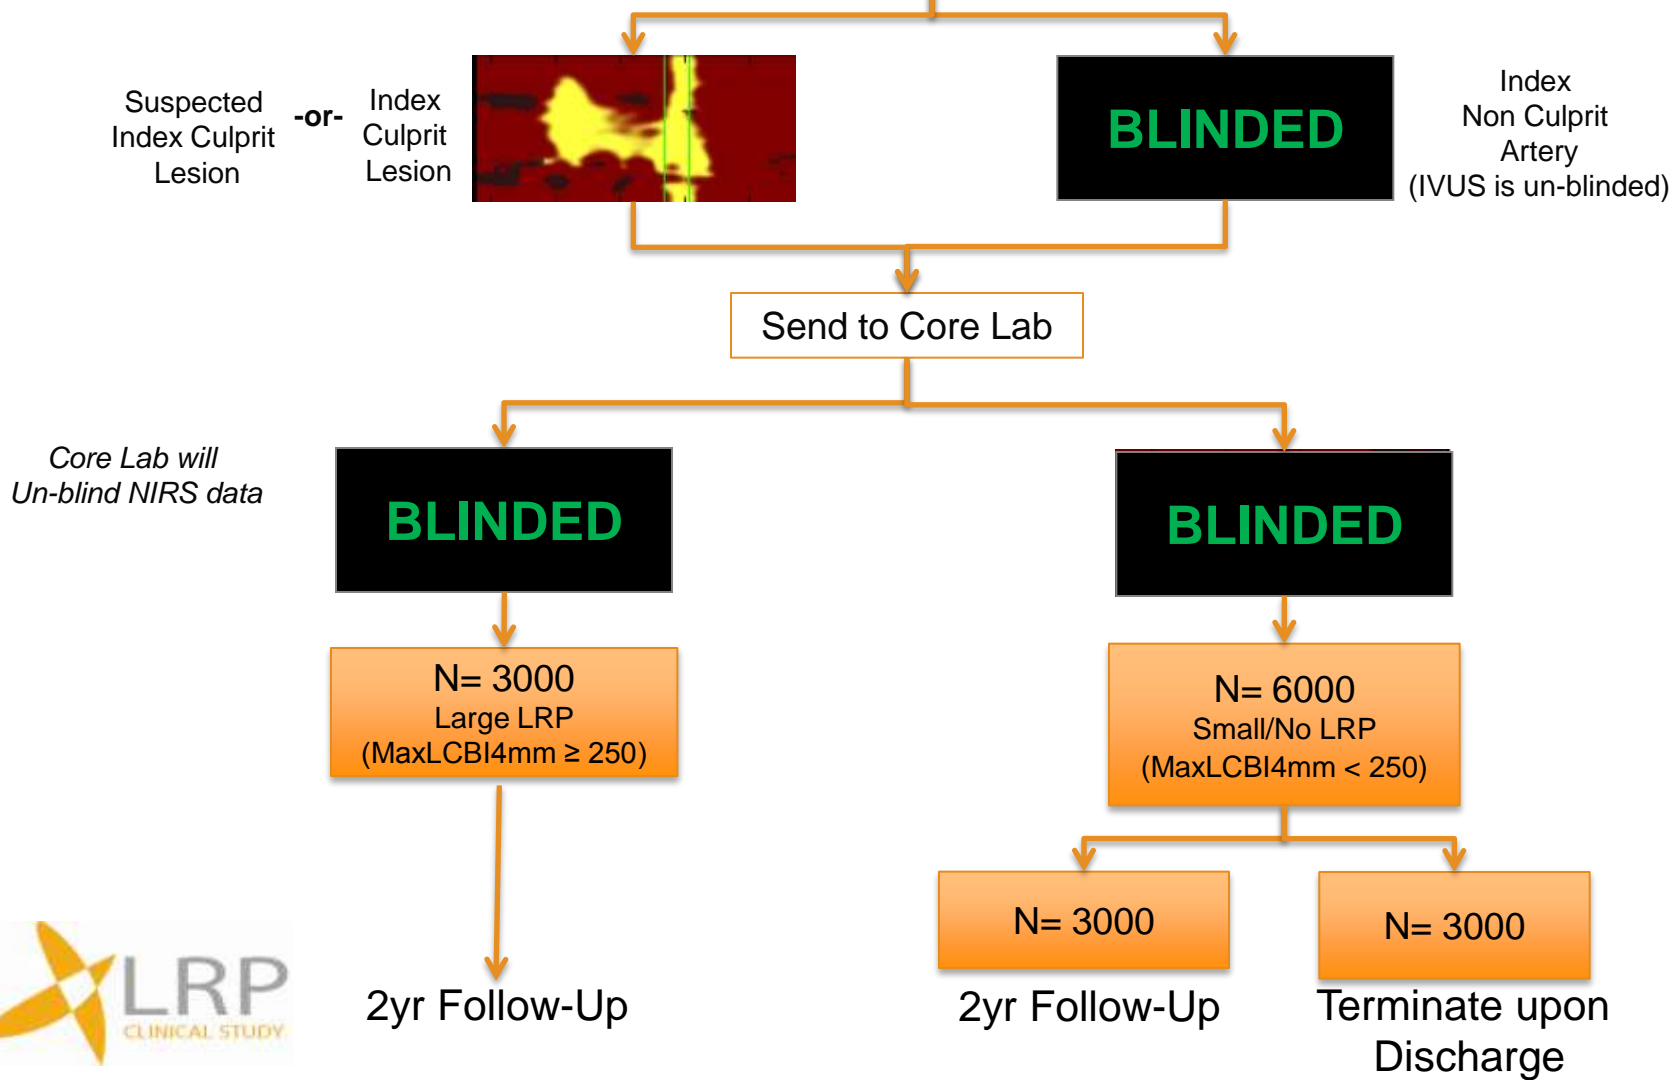 Suspected
Index Culprit
Lesion
-or-
Index
Culprit
Lesion
BLINDED
Index
Non Culprit
Artery
(IVUS is un-blinded)
Send to Core Lab
Core Lab will
Un-blind NIRS data
BLINDED
BLINDED
N= 3000
Large LRP
(MaxLCBI4mm ≥ 250)
N= 6000
Small/No LRP
(MaxLCBI4mm < 250)
N= 3000
N= 3000
LRP
CLINICAL STUDY
2yr Follow-Up
2yr Follow-Up
Terminate upon
Discharge